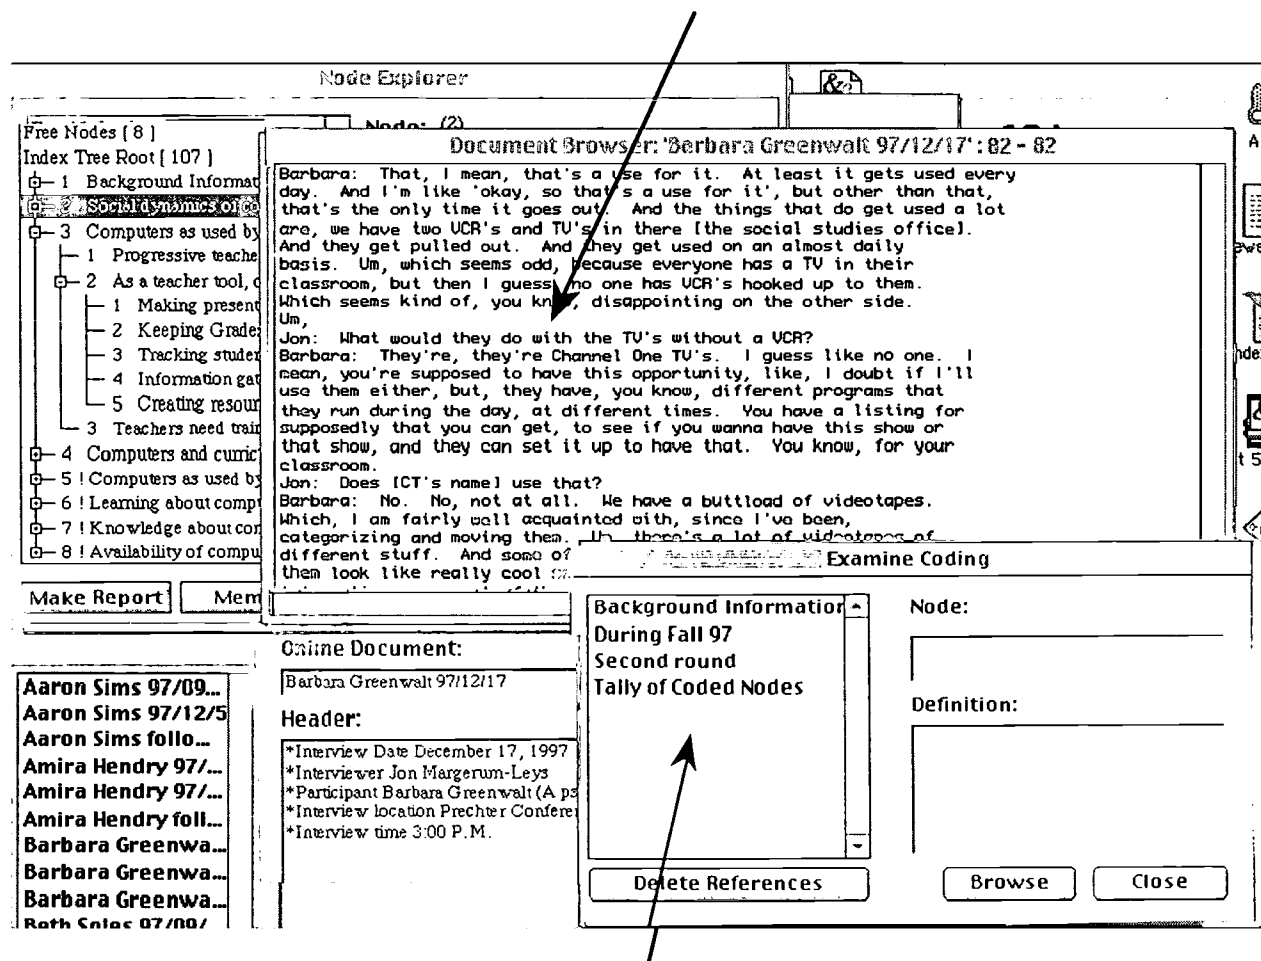 Node Explorer
Node: (2)
Free Nodes [ 8 ]
Index Tree Root [ 107 ]
1 Background Informat
2 Social dynamics of co
3 Computers as used by
1 Progressive teache
2 As a teacher tool, c
1 Making present
2 Keeping Grade
3 Tracking studen
4 Information gat
5 Creating resour
3 Teachers need train
4 Computers and curric
5 ! Computers as used by
6 ! Learning about comp
7 ! Knowledge about con
8 ! Availability of compu
Make Report
Mem
Document Browser: 'Barbara Greenwalt 97/12/17' : 82 - 82
Barbara: That, I mean, that's a use for it. At least it gets used every
day. And I'm like 'okay, so that's a use for it', but other than that,
that's the only time it goes out. And the things that do get used a lot
are, we have two VCR's and TV's in there [the social studies office].
And they get pulled out. And they get used on an almost daily
basis. Um, which seems odd, because everyone has a TV in their
classroom, but then I guess no one has VCR's hooked up to them.
Which seems kind of, you know, disappointing on the other side.
Um,
Jon: What would they do with the TV's without a VCR?
Barbara: They're, they're Channel One TV's. I guess like no one. I
mean, you're supposed to have this opportunity, like, I doubt if I'll
use them either, but, they have, you know, different programs that
they run during the day, at different times. You have a listing for
supposedly that you can get, to see if you wanna have this show or
that show, and they can set it up to have that. You know, for your
classroom.
Jon: Does [CT's name] use that?
Barbara: No. No, not at all. We have a buttload of videotapes.
Which, I am fairly well acquainted with, since I've been,
categorizing and moving them. Um, there's a lot of videotapes of
different stuff. And some of
them look like really cool
Examine Coding
Background Information
During Fall 97
Second round
Tally of Coded Nodes
Node:
Definition:
Delete References
Browse
Close
Online Document:
Barbara Greenwalt 97/12/17
Header:
*Interview Date December 17, 1997
*Interviewer Jon Margerum-Leys
*Participant Barbara Greenwalt (A ps
*Interview location Prechter Confere
*Interview time 3:00 P.M.
Aaron Sims 97/09...
Aaron Sims 97/12/5
Aaron Sims follo...
Amira Hendry 97/...
Amira Hendry 97/...
Amira Hendry foll...
Barbara Greenwa...
Barbara Greenwa...
Barbara Greenwa...
Beth Soles 97/09/